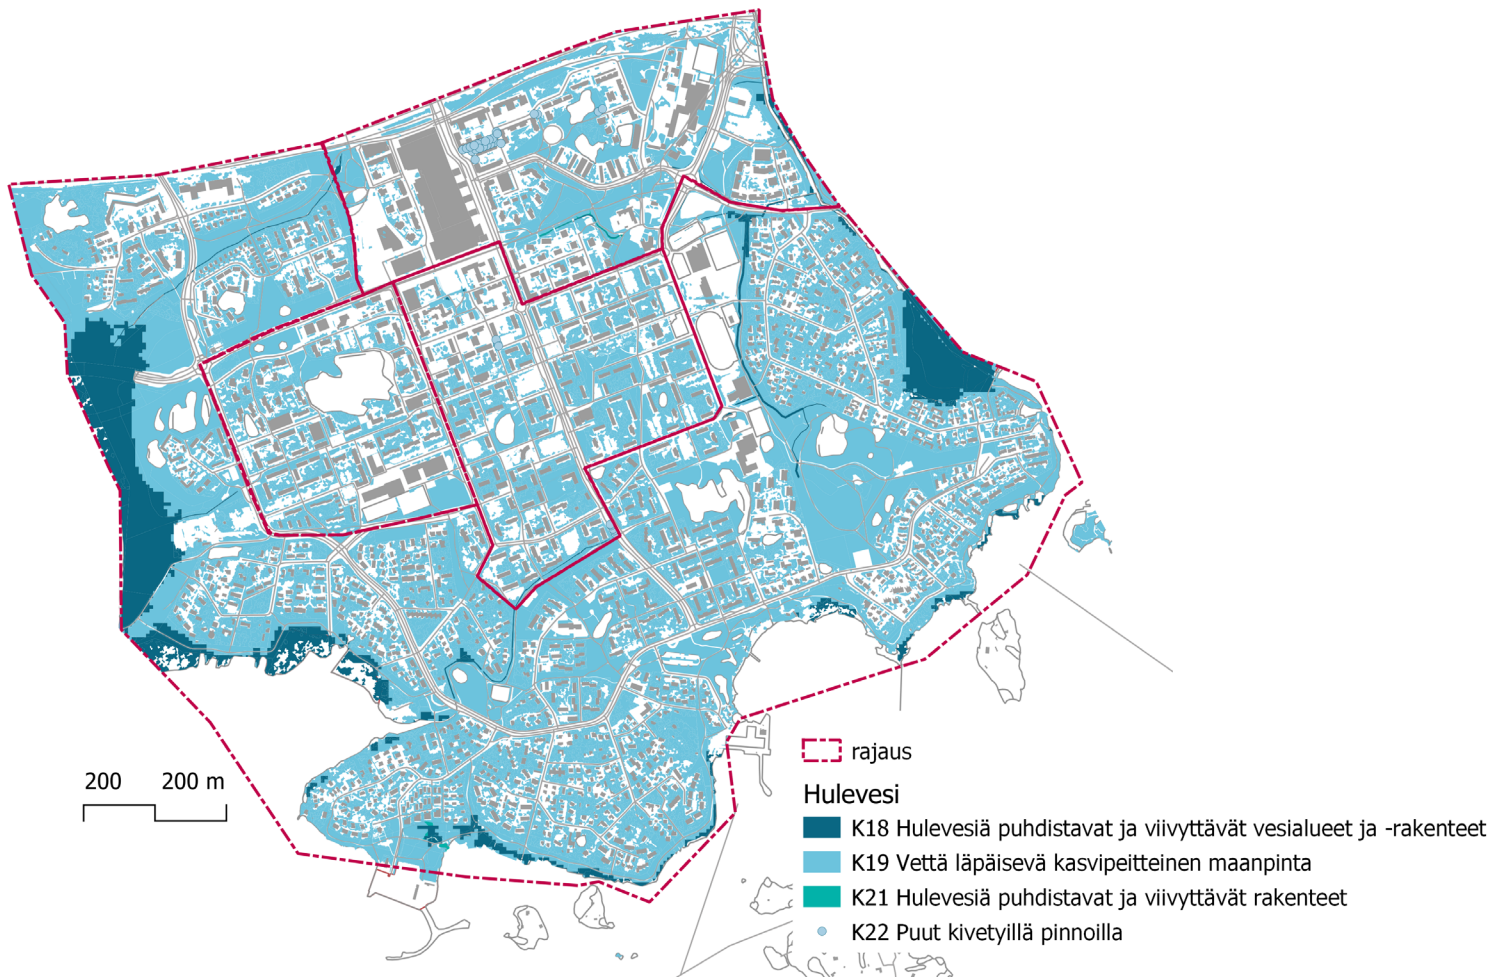 200 200 m
rajaus
Hulevesi
K18 Hulevesiä puhdistavat ja viivyttävät vesialueet ja -rakenteet
K19 Vettä läpäisevä kasvipeitteinen maanpinta
K21 Hulevesiä puhdistavat ja viivyttävät rakenteet
K22 Puut kivetyillä pinnoilla